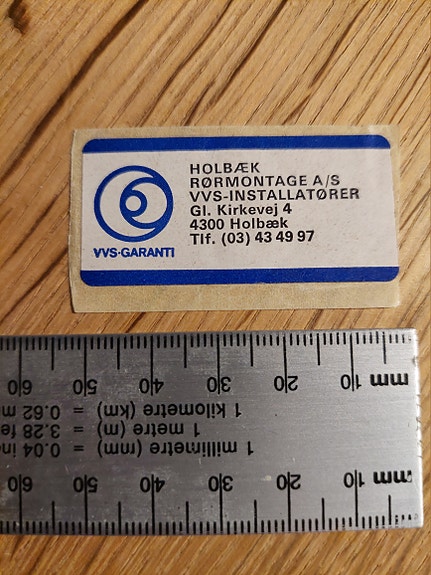 HOLBÆK
RØRMONTAGE A/S
VVS-INSTALLATØRER
Gl. Kirkevej 4
4300 Holbæk
Tlf. (03) 43 49 97
VVS-GARANTI
mm 10 20 30 40 50 60
1 kilometre (km) = 0.62 m
1 metre (m) = 3.28 fe
1 millimetre (mm) = 0.04 in
mm 10 20 30 40 50 60